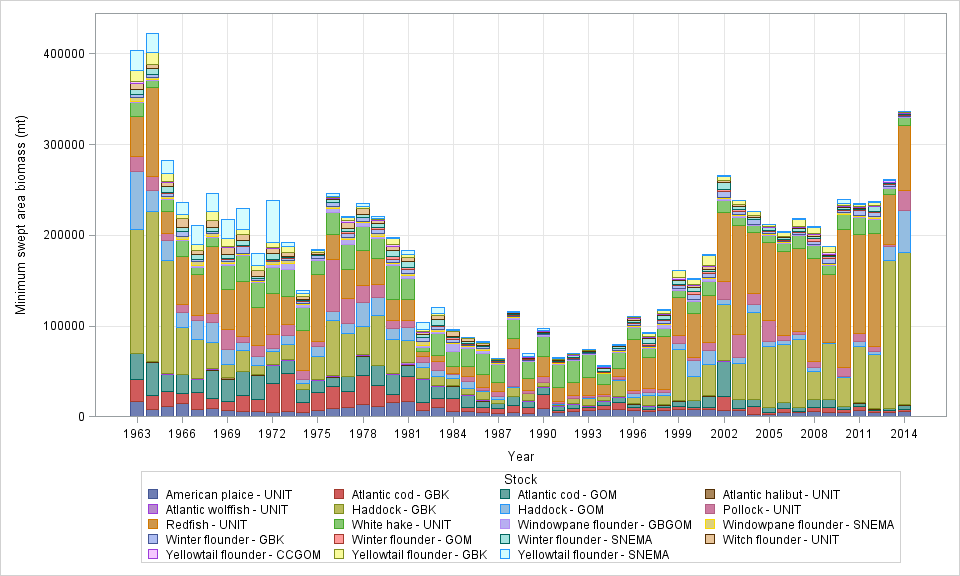 Minimum swept area biomass (mt)
400000
300000
200000
100000
0
1963 1966 1969 1972 1975 1978 1981 1984 1987 1990 1993 1996 1999 2002 2005 2008 2011 2014
Year
Stock
American plaice - UNIT Atlantic cod - GBK Atlantic cod - GOM Atlantic halibut - UNIT
Atlantic wolffish - UNIT Haddock - GBK Haddock - GOM Pollock - UNIT
Redfish - UNIT White hake - UNIT Windowpane flounder - GBGOM Windowpane flounder - SNEMA
Winter flounder - GBK Winter flounder - GOM Winter flounder - SNEMA Witch flounder - UNIT
Yellowtail flounder - CCGOM Yellowtail flounder - GBK Yellowtail flounder - SNEMA